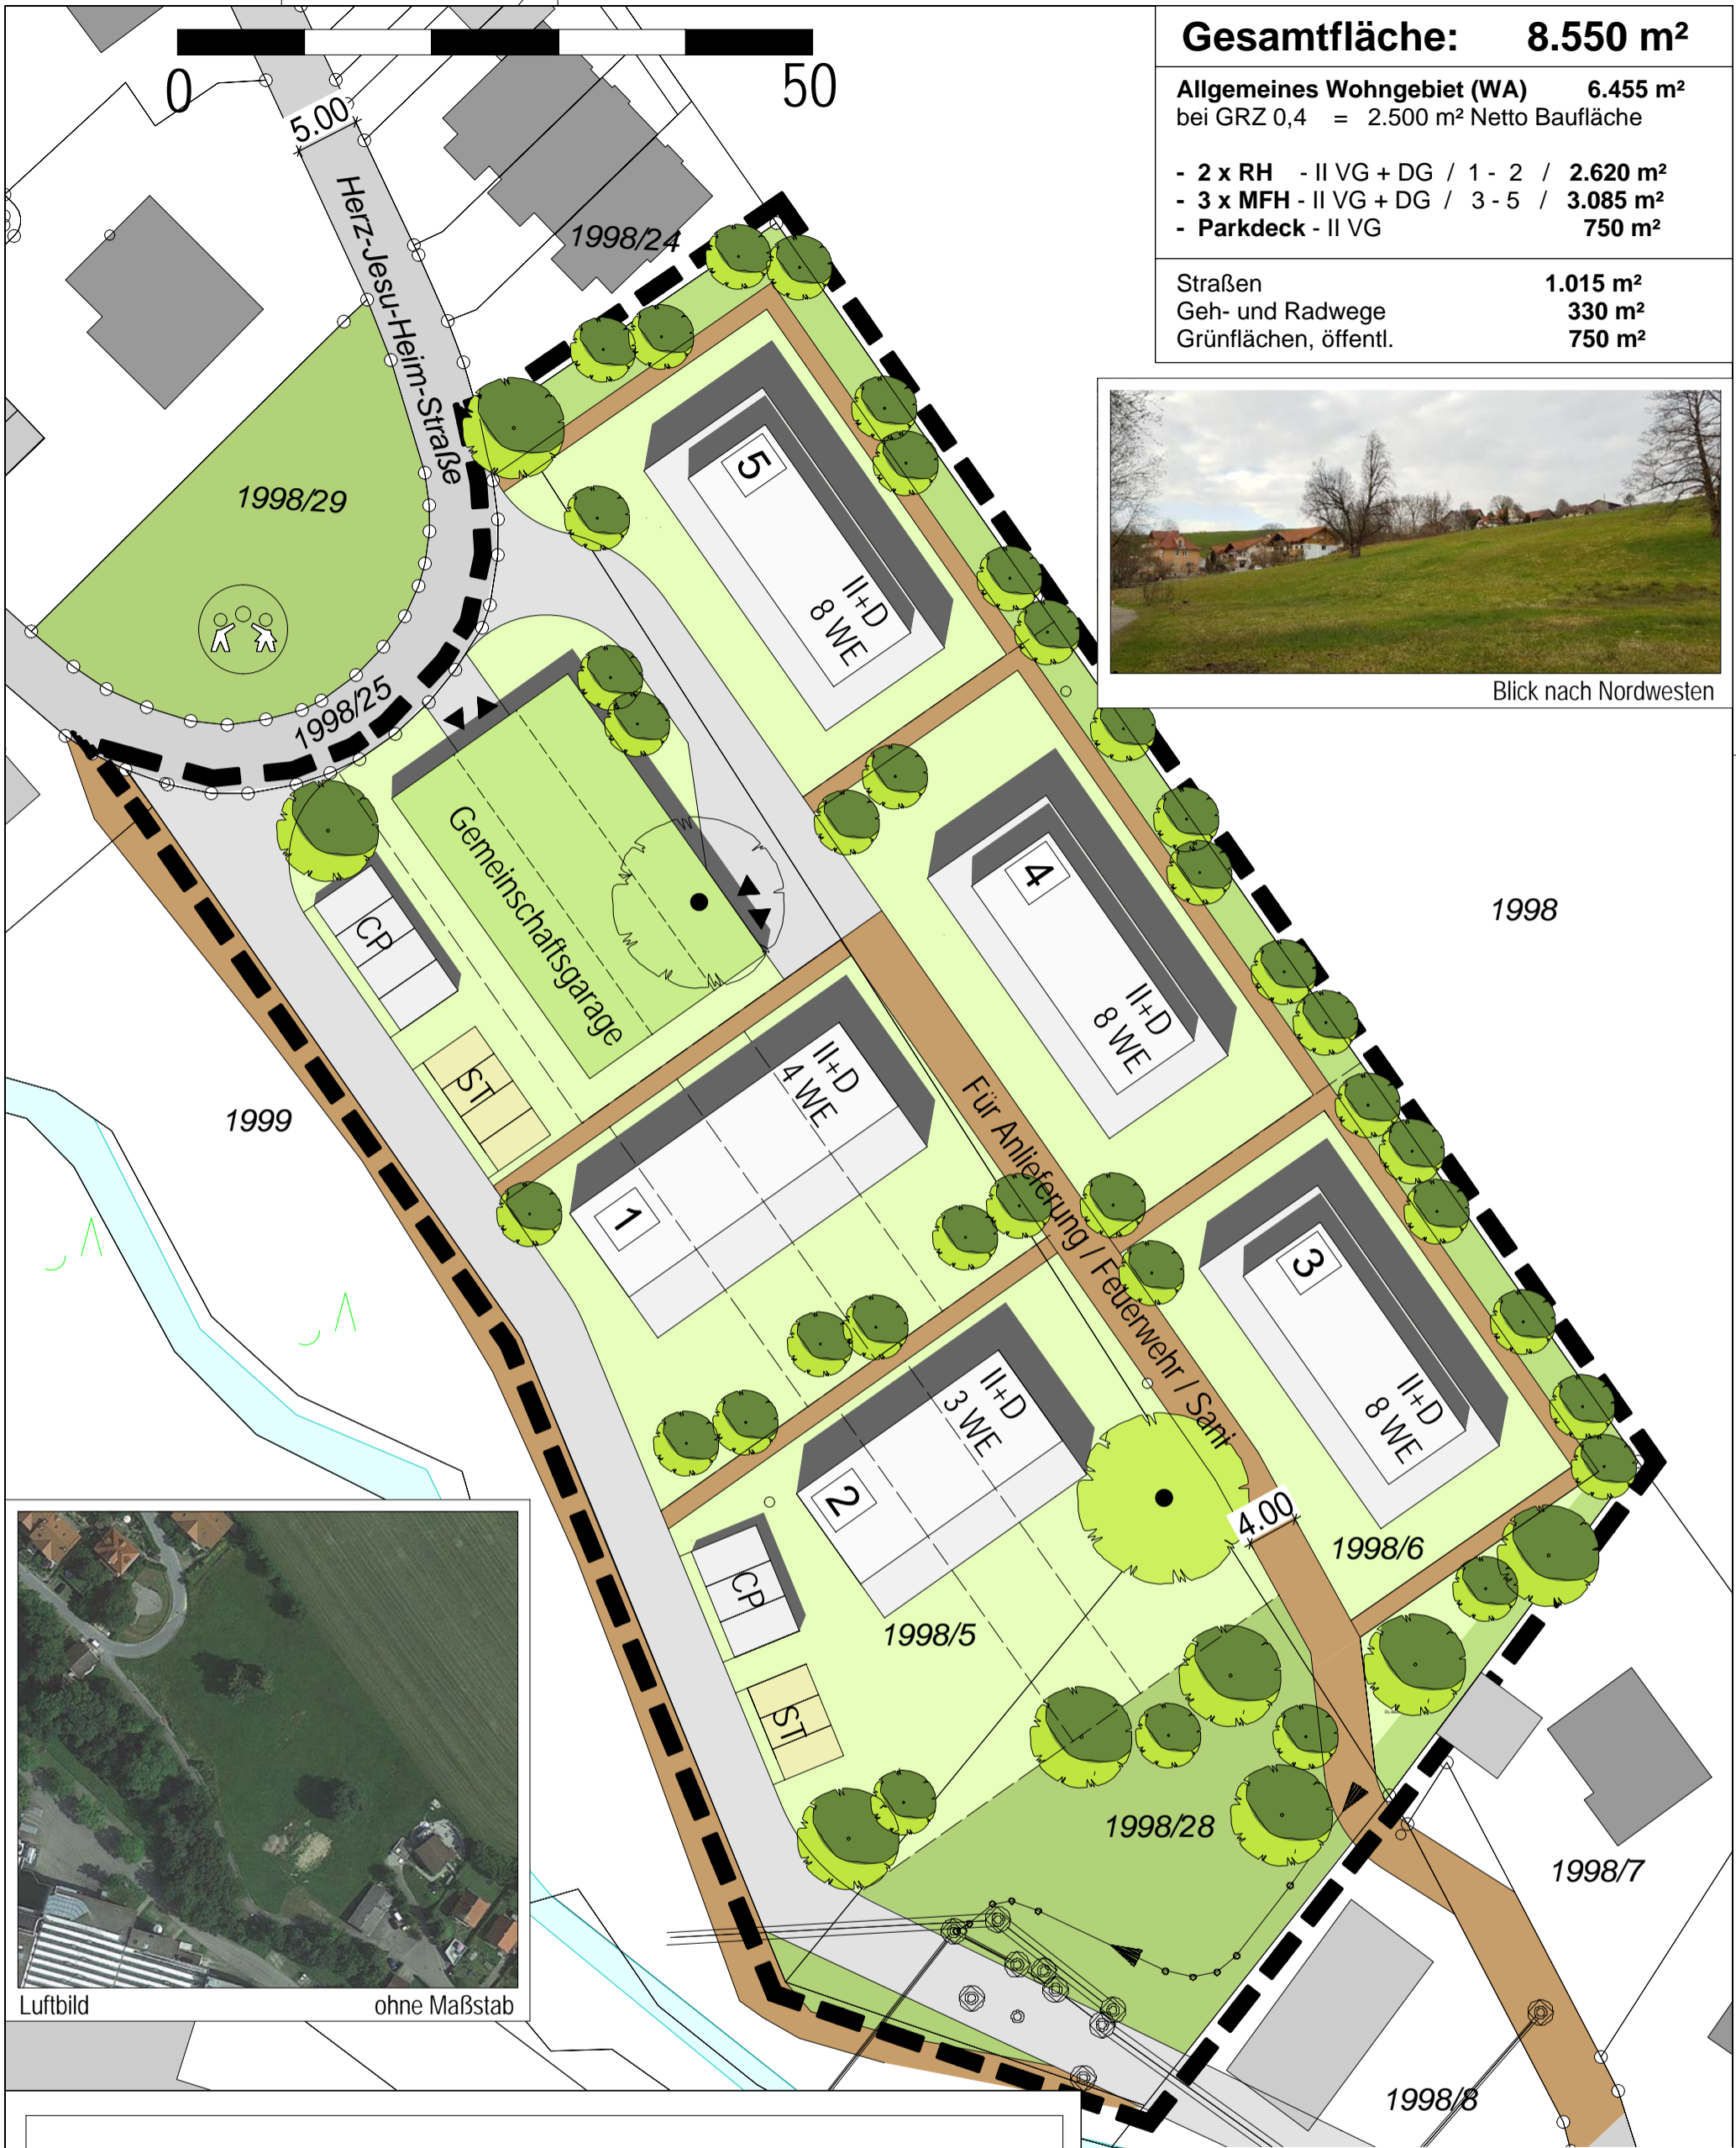 0
50
Gesamtfläche: 8.550 m²
Allgemeines Wohngebiet (WA) 6.455 m²
bei GRZ 0,4 = 2.500 m² Netto Baufläche
- 2 x RH - II VG + DG / 1 - 2 / 2.620 m²
- 3 x MFH - II VG + DG / 3 - 5 / 3.085 m²
- Parkdeck - II VG 750 m²
Straßen 1.015 m²
Geh- und Radwege 330 m²
Grünflächen, öffentl. 750 m²
Blick nach Nordwesten
5.00
Herz-Jesu-Heim-Straße
1998/24
1998/29
1998/25
5
II+D
8 WE
Gemeinschaftsgarage
CP
ST
4
II+D
8 WE
1998
1999
1
II+D
4 WE
Für Anlieferung / Feuerwehr / Sani
3
II+D
8 WE
2
II+D
3 WE
4.00
CP
ST
1998/6
1998/5
1998/28
1998/7
1998/8
Luftbild ohne Maßstab